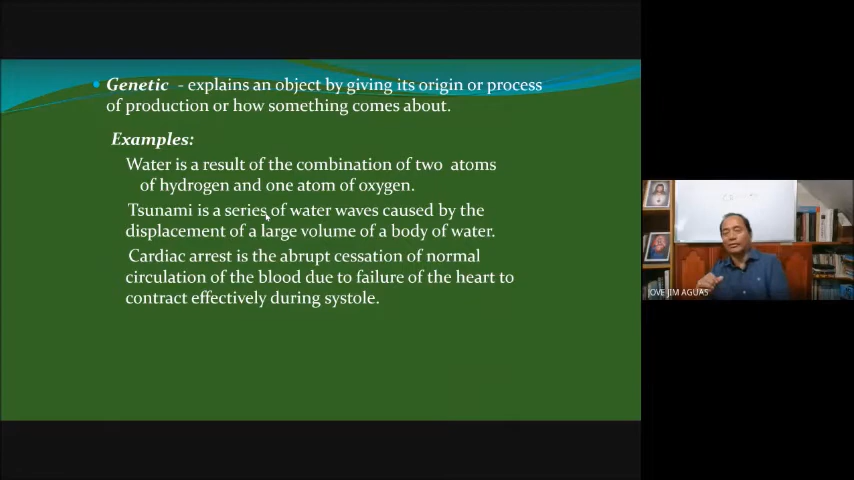 Genetic - explains an object by giving its origin or process
of production or how something comes about.
Examples:
Water is a result of the combination of two atoms
of hydrogen and one atom of oxygen.
Tsunami is a series of water waves caused by the
displacement of a large volume of a body of water.
Cardiac arrest is the abrupt cessation of normal
circulation of the blood due to failure of the heart to
contract effectively during systole.
JOVE JIM AGUAS